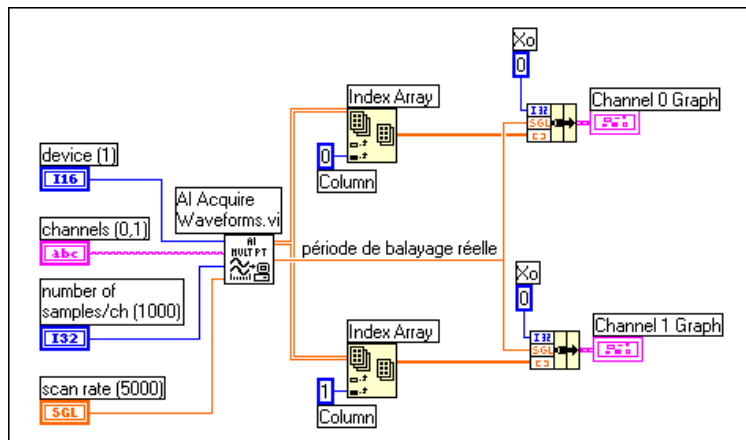 Xo
0
Index Array
I32
SGL
Channel 0 Graph
0
Column
device (1)
I16
AI Acquire
Waveforms.vi
channels (0,1)
abc
AI
MULT PT
période de balayage réelle
number of
samples/ch (1000)
I32
Xo
0
Index Array
I32
SGL
Channel 1 Graph
scan rate (5000)
SGL
1
Column